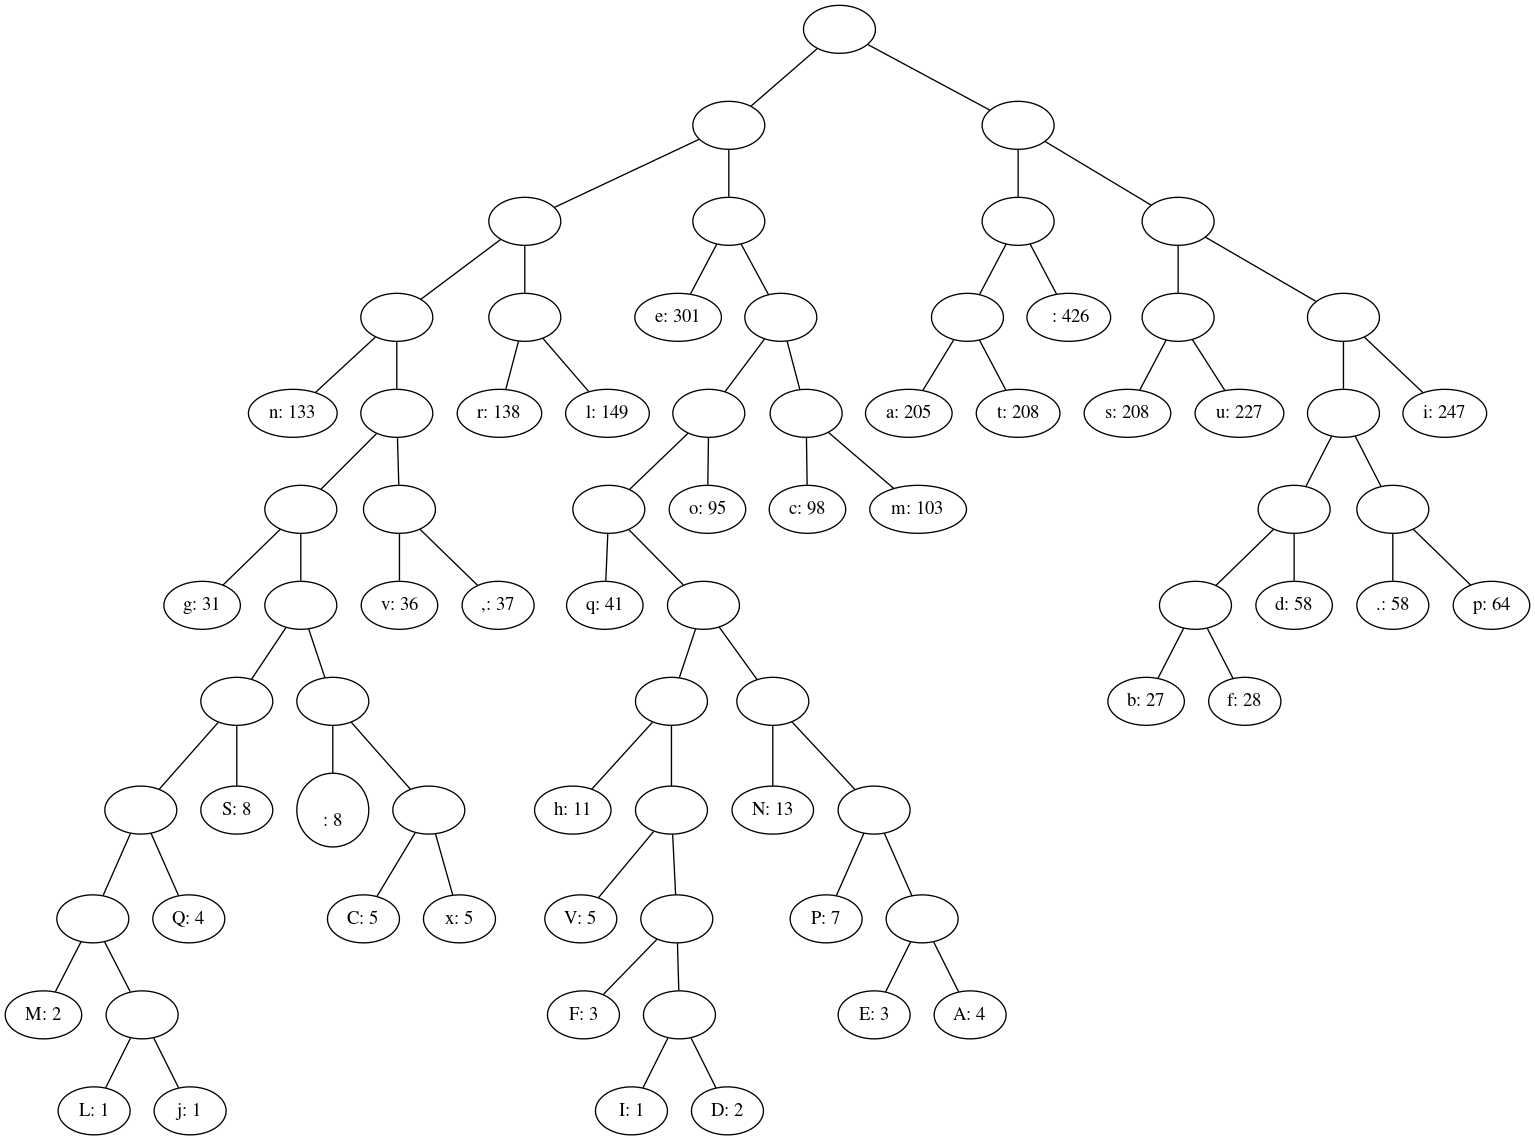 e: 301
: 426
n: 133
r: 138
l: 149
a: 205
t: 208
s: 208
u: 227
i: 247
o: 95
c: 98
m: 103
g: 31
v: 36
,: 37
q: 41
d: 58
.: 58
p: 64
b: 27
f: 28
S: 8
: 8
h: 11
N: 13
Q: 4
C: 5
x: 5
V: 5
P: 7
M: 2
F: 3
E: 3
A: 4
L: 1
j: 1
I: 1
D: 2